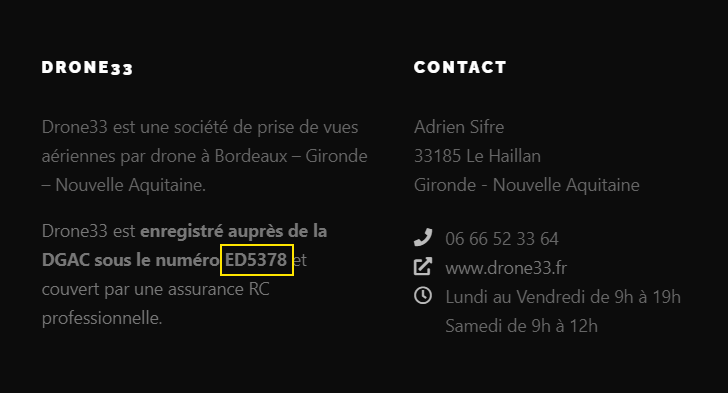 DRONE33
Drone33 est une société de prise de vues
aériennes par drone à Bordeaux – Gironde
– Nouvelle Aquitaine.
Drone33 est enregistré auprès de la
DGAC sous le numéro ED5378 et
couvert par une assurance RC
professionnelle.
CONTACT
Adrien Sifre
33185 Le Haillan
Gironde - Nouvelle Aquitaine
06 66 52 33 64
www.drone33.fr
Lundi au Vendredi de 9h à 19h
Samedi de 9h à 12h